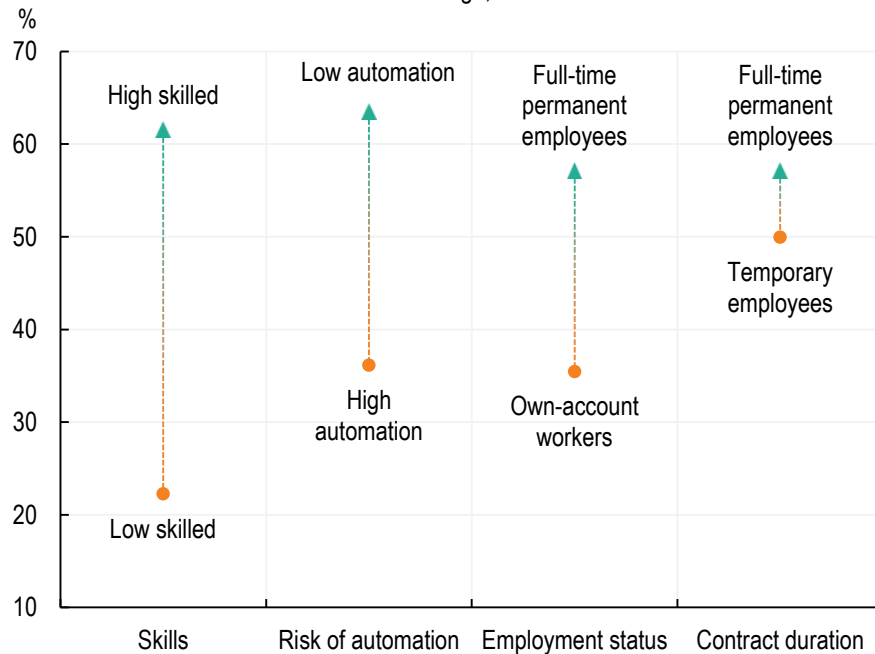 %
70
60
50
40
30
20
10
High skilled
Low skilled
Low automation
High
automation
Full-time
permanent
employees
Own-account
workers
Full-time
permanent
employees
Temporary
employees
Skills
Risk of automation
Employment status
Contract duration